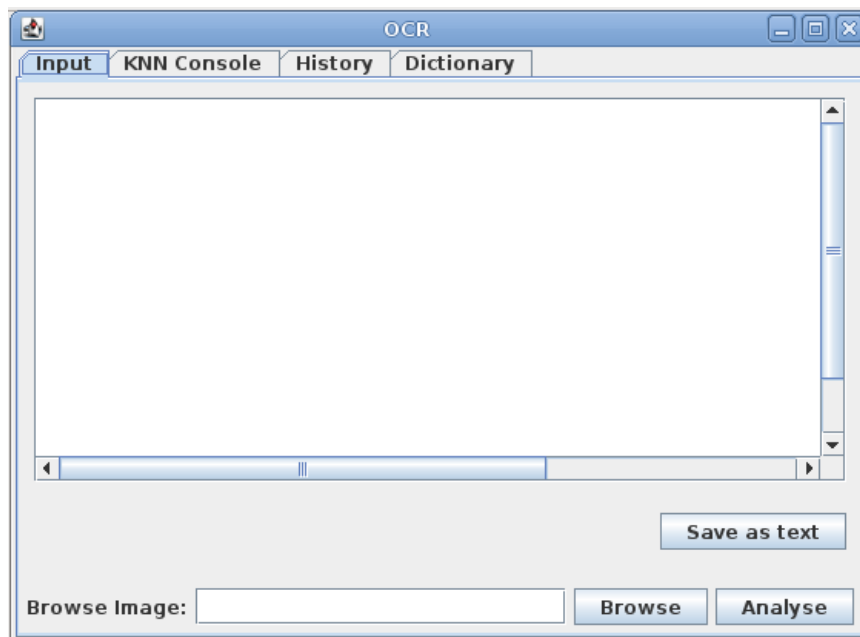 OCR
Input KNN Console History Dictionary
Save as text
Browse Image: Browse Analyse